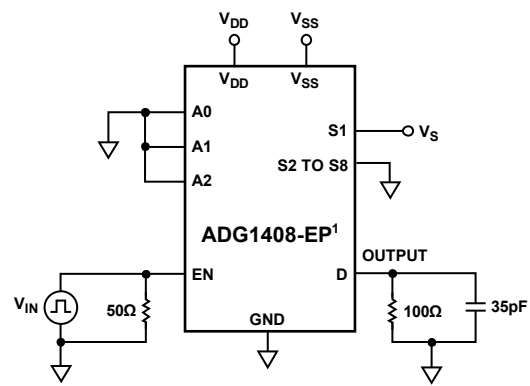 VDD VSS
VDD VSS
A0
A1
A2
S1 VS
S2 TO S8
ADG1408-EP1
OUTPUT
EN D
VIN
50Ω
100Ω 35pF
GND